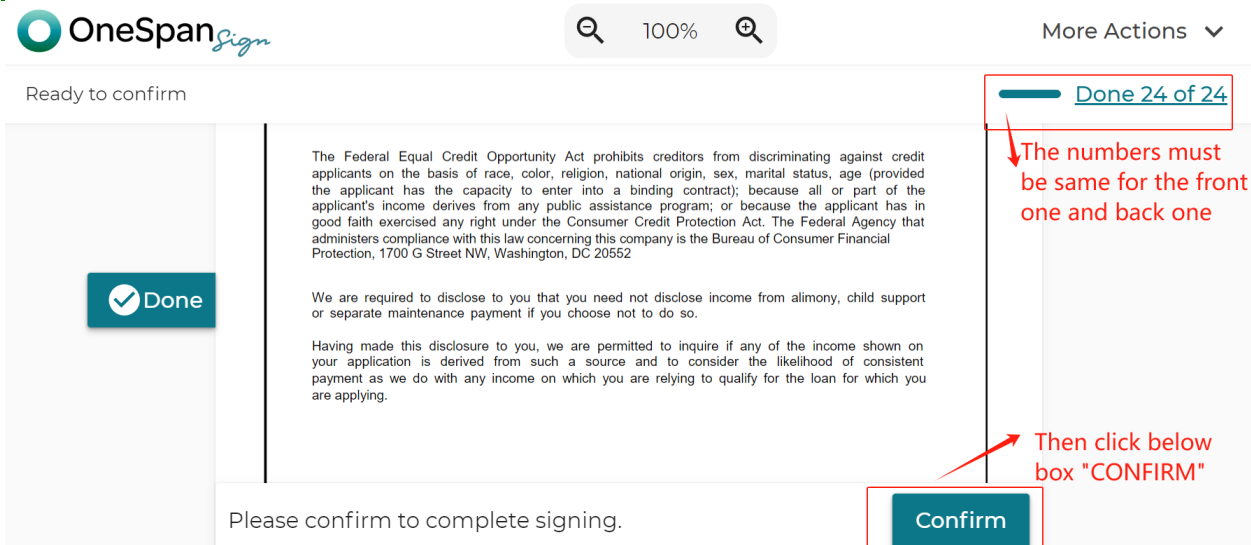 OneSpan Sign
100%
More Actions
Ready to confirm
Done 24 of 24
The numbers must
be same for the front
one and back one
The Federal Equal Credit Opportunity Act prohibits creditors from discriminating against credit
applicants on the basis of race, color, religion, national origin, sex, marital status, age (provided
the applicant has the capacity to enter into a binding contract); because all or part of the
applicant's income derives from any public assistance program; or because the applicant has in
good faith exercised any right under the Consumer Credit Protection Act. The Federal Agency that
administers compliance with this law concerning this company is the Bureau of Consumer Financial
Protection, 1700 G Street NW, Washington, DC 20552
Done
We are required to disclose to you that you need not disclose income from alimony, child support
or separate maintenance payment if you choose not to do so.
Having made this disclosure to you, we are permitted to inquire if any of the income shown on
your application is derived from such a source and to consider the likelihood of consistent
payment as we do with any income on which you are relying to qualify for the loan for which you
are applying.
Then click below
box "CONFIRM"
Please confirm to complete signing.
Confirm